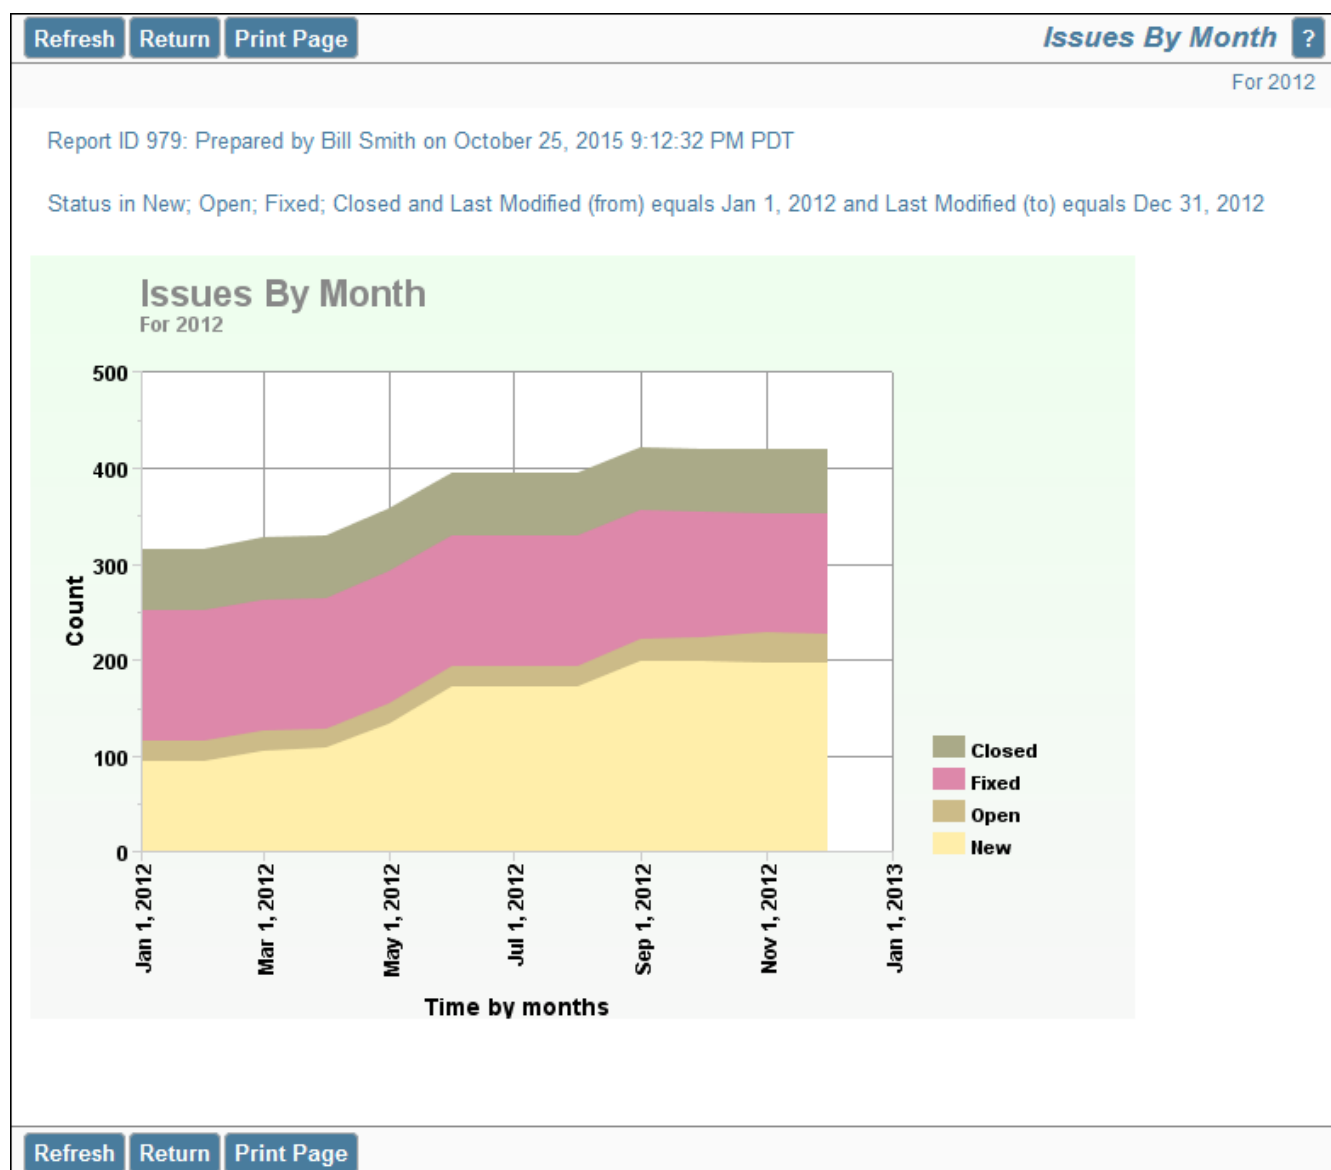 Refresh Return Print Page Issues By Month ?
For 2012
Report ID 979: Prepared by Bill Smith on October 25, 2015 9:12:32 PM PDT
Status in New; Open; Fixed; Closed and Last Modified (from) equals Jan 1, 2012 and Last Modified (to) equals Dec 31, 2012
Issues By Month
For 2012
500
400
300
200
100
0
Count
Jan 1, 2012
Mar 1, 2012
May 1, 2012
Jul 1, 2012
Sep 1, 2012
Nov 1, 2012
Jan 1, 2013
Time by months
Closed
Fixed
Open
New
Refresh Return Print Page